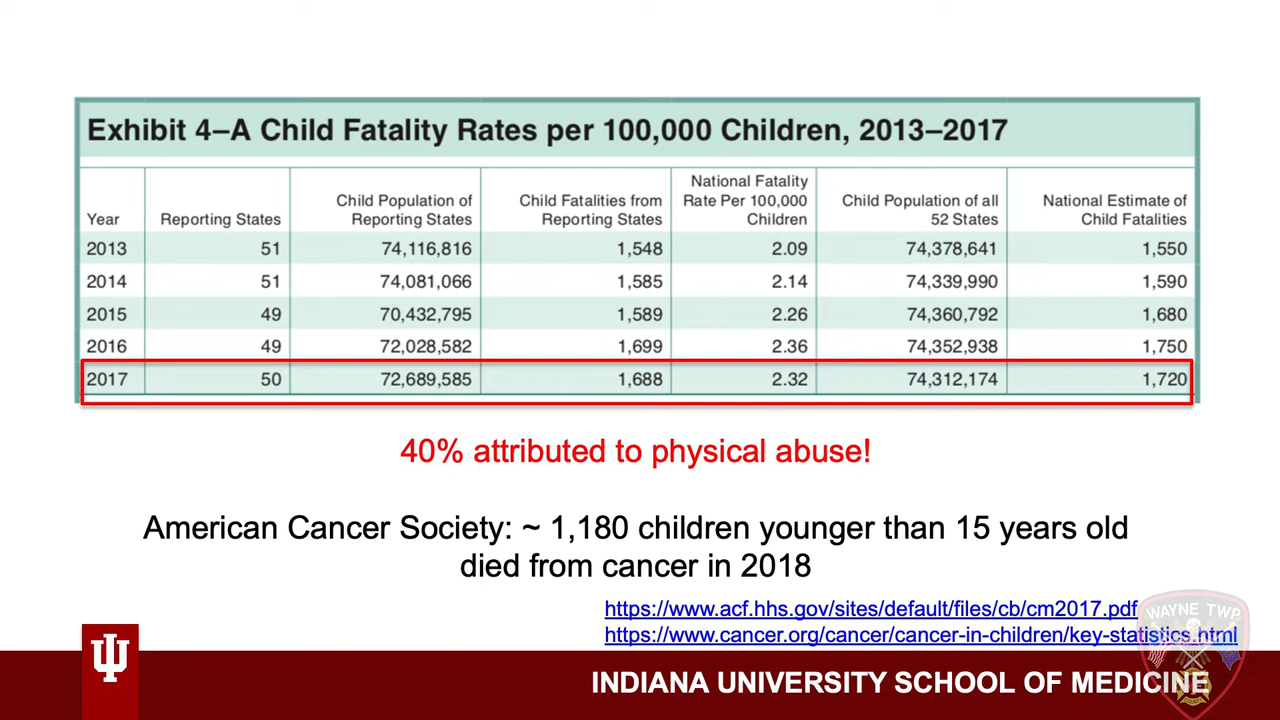 Exhibit 4–A Child Fatality Rates per 100,000 Children, 2013–2017
Year Reporting States Child Population of Reporting States Child Fatalities from Reporting States National Fatality Rate Per 100,000 Children Child Population of all 52 States National Estimate of Child Fatalities
2013 51 74,116,816 1,548 2.09 74,378,641 1,550
2014 51 74,081,066 1,585 2.14 74,339,990 1,590
2015 49 70,432,795 1,589 2.26 74,360,792 1,680
2016 49 72,028,582 1,699 2.36 74,352,938 1,750
2017 50 72,689,585 1,688 2.32 74,312,174 1,720
40% attributed to physical abuse!
American Cancer Society: ~ 1,180 children younger than 15 years old
died from cancer in 2018
https://www.acf.hhs.gov/sites/default/files/cb/cm2017.pdf
https://www.cancer.org/cancer/cancer-in-children/key-statistics.html
WAYNE TWP
INDIANA UNIVERSITY SCHOOL OF MEDICINE